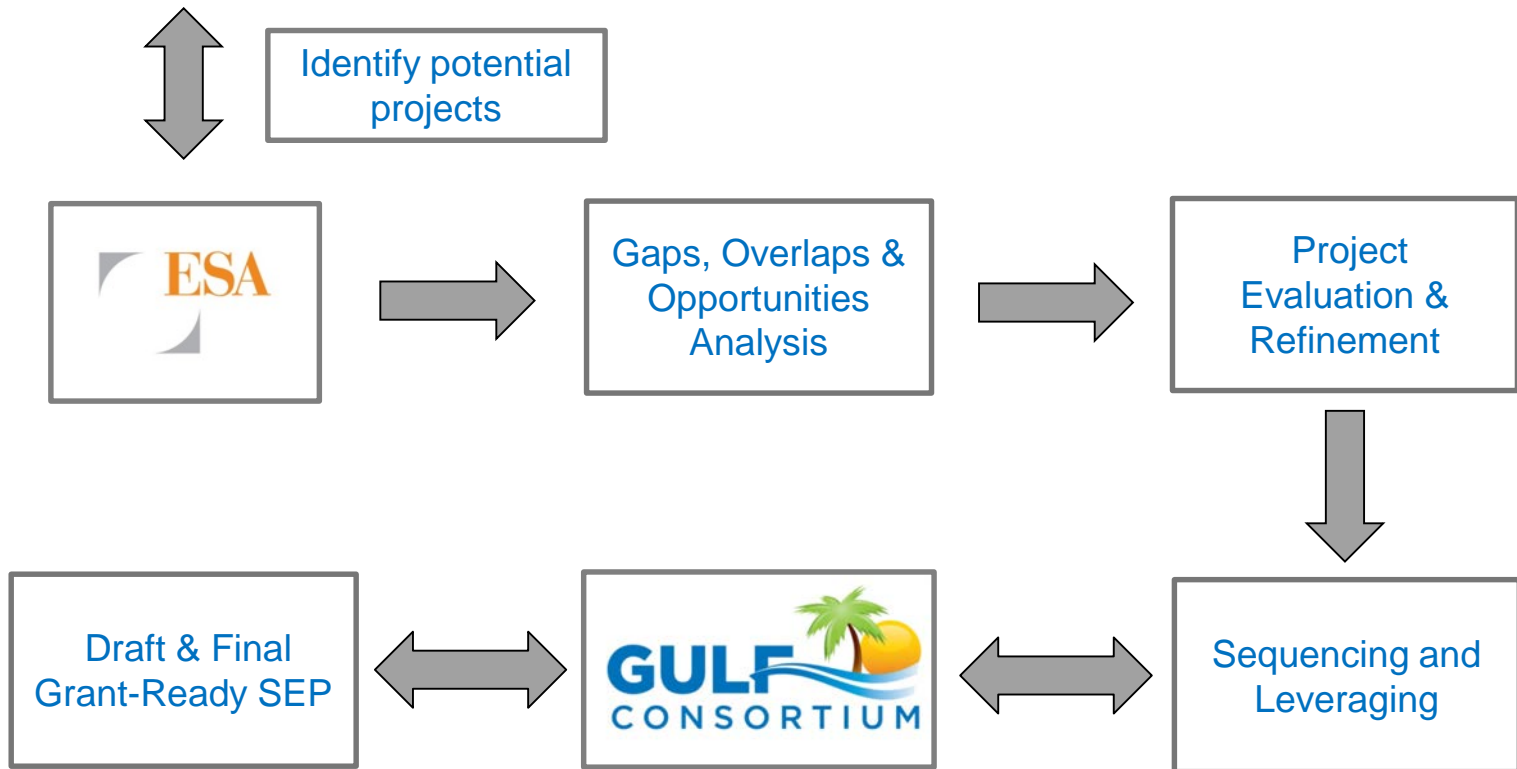 Identify potential
projects
ESA
Gaps, Overlaps &
Opportunities
Analysis
Project
Evaluation &
Refinement
Draft & Final
Grant-Ready SEP
GULF
CONSORTIUM
Sequencing and
Leveraging